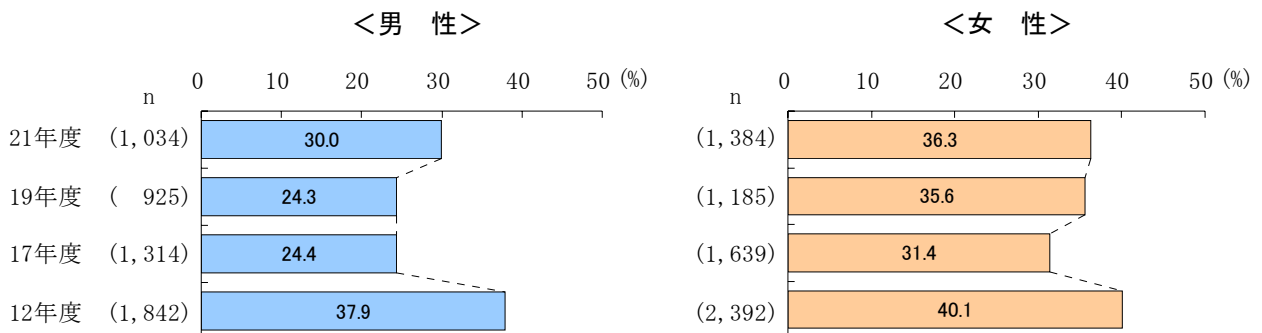 ＜男　性＞
0 10 20 30 40 50 (%)
n
21年度 (1,034) 30.0
19年度 (　925) 24.3
17年度 (1,314) 24.4
12年度 (1,842) 37.9
＜女　性＞
0 10 20 30 40 50 (%)
n
(1,384) 36.3
(1,185) 35.6
(1,639) 31.4
(2,392) 40.1